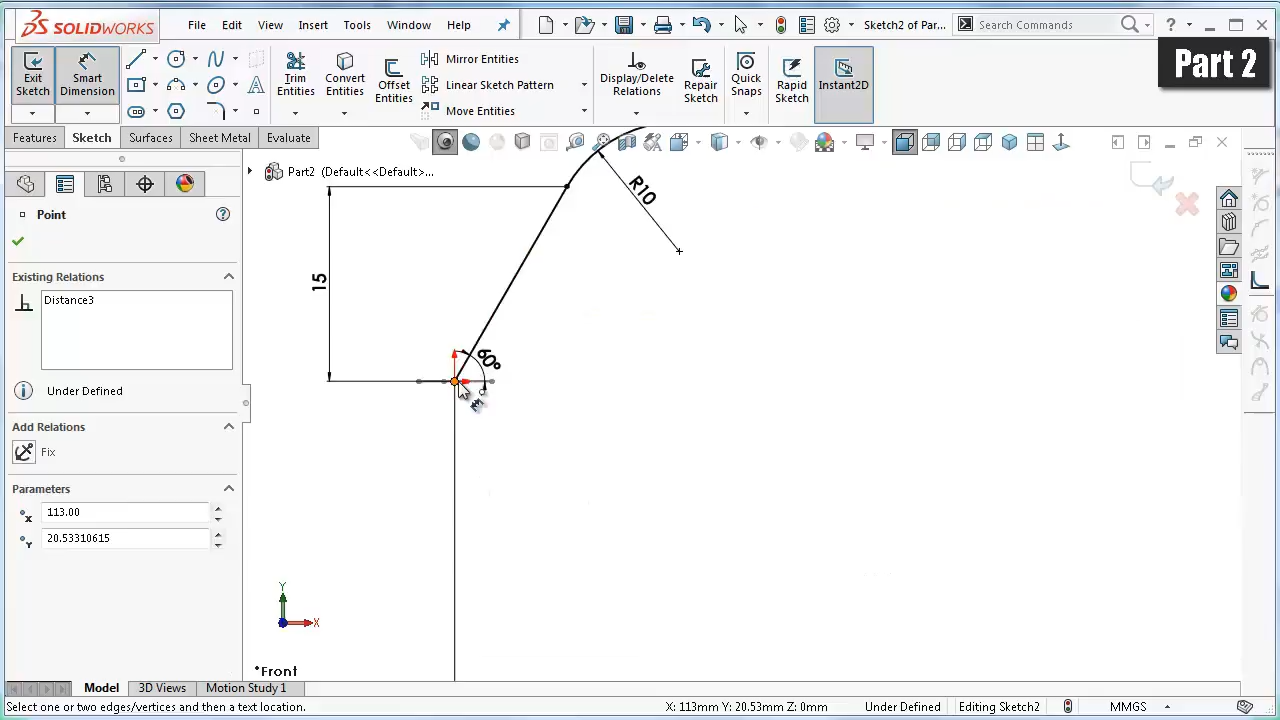 SOLIDWORKS
File Edit View Insert Tools Window Help
Sketch2 of Par...
Search Commands
?
Part 2
Exit Sketch
Smart Dimension
Trim Entities
Convert Entities
Offset Entities
Mirror Entities
Linear Sketch Pattern
Move Entities
Display/Delete Relations
Repair Sketch
Quick Snaps
Rapid Sketch
Instant2D
Features Sketch Surfaces Sheet Metal Evaluate
Part2 (Default<<Default>...
Point
?
Existing Relations
Distance3
Under Defined
Add Relations
Fix
Parameters
X 113.00
Y 20.53310615
R10
15
60°
Y
X
*Front
Model 3D Views Motion Study 1
Select one or two edges/vertices and then a text location.
X: 113mm Y: 20.53mm Z: 0mm
Under Defined
Editing Sketch2
MMGS